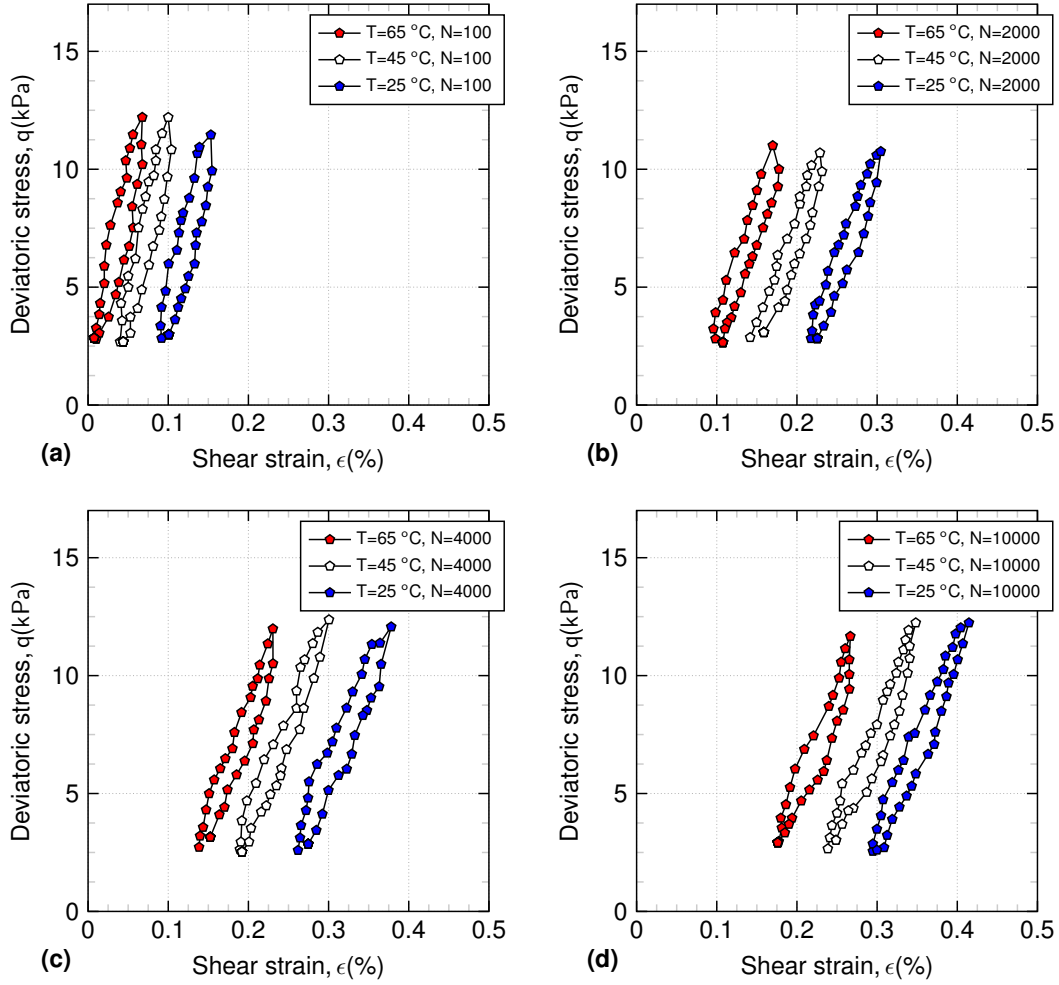 T=65 °C, N=100
T=45 °C, N=100
T=25 °C, N=100
15
10
5
0
Deviatoric stress, q(kPa)
0 0.1 0.2 0.3 0.4 0.5
(a)
Shear strain, ϵ(%)
T=65 °C, N=2000
T=45 °C, N=2000
T=25 °C, N=2000
15
10
5
0
Deviatoric stress, q(kPa)
0 0.1 0.2 0.3 0.4 0.5
(b)
Shear strain, ϵ(%)
T=65 °C, N=4000
T=45 °C, N=4000
T=25 °C, N=4000
15
10
5
0
Deviatoric stress, q(kPa)
0 0.1 0.2 0.3 0.4 0.5
(c)
Shear strain, ϵ(%)
T=65 °C, N=10000
T=45 °C, N=10000
T=25 °C, N=10000
15
10
5
0
Deviatoric stress, q(kPa)
0 0.1 0.2 0.3 0.4 0.5
(d)
Shear strain, ϵ(%)